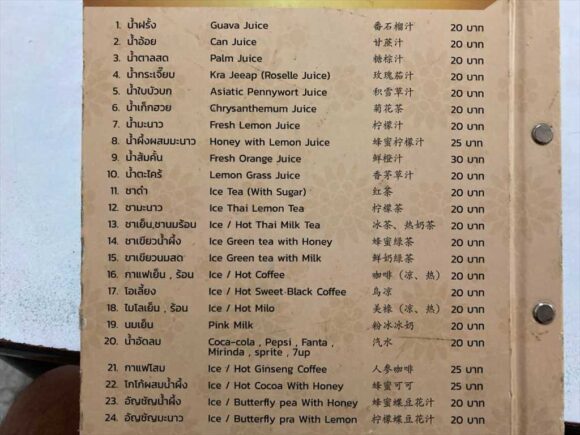 1. น้ำฝรั่ง Guava Juice 番石榴汁 20 บาท
2. น้ำอ้อย Can Juice 甘蔗汁 20 บาท
3. น้ำตาลสด Palm Juice 糖棕汁 20 บาท
4. น้ำกระเจี๊ยบ Kra Jeeap (Roselle Juice) 玫瑰茄汁 20 บาท
5. น้ำใบบัวบก Asiatic Pennywort Juice 积雪草汁 20 บาท
6. น้ำเก็กฮวย Chrysanthemum Juice 菊花茶 20 บาท
7. น้ำมะนาว Fresh Lemon Juice 柠檬汁 20 บาท
8. น้ำผึ้งผสมมะนาว Honey with Lemon Juice 蜂蜜柠檬汁 25 บาท
9. น้ำส้มคั้น Fresh Orange Juice 鲜橙汁 30 บาท
10. น้ำตะไคร้ Lemon Grass Juice 香茅草汁 20 บาท
11. ชาดำ Ice Tea (With Sugar) 红茶 20 บาท
12. ชามะนาว Ice Thai Lemon Tea 柠檬茶 20 บาท
13. ชาเย็น,ชานมร้อน Ice / Hot Thai Milk Tea 冰茶、热奶茶 20 บาท
14. ชาเขียวน้ำผึ้ง Ice Green tea with Honey 蜂蜜绿茶 20 บาท
15. ชาเขียวนมสด Ice Green tea with Milk 鲜奶绿茶 20 บาท
16. กาแฟเย็น , ร้อน Ice / Hot Coffee 咖啡（凉、热） 20 บาท
17. โอเลี้ยง Ice / Hot Sweet Black Coffee 乌凉 20 บาท
18. ไมโลเย็น , ร้อน Ice / Hot Milo 美禄（凉、热） 20 บาท
19. นมเย็น Pink Milk 粉冰冰奶 20 บาท
20. น้ำอัดลม Coca-cola , Pepsi , Fanta , 汽水 20 บาท
Mirinda , sprite , 7up
21. กาแฟโสม Ice / Hot Ginseng Coffee 人参咖啡 25 บาท
22. โกโก้ผสมน้ำผึ้ง Ice / Hot Cocoa With Honey 蜂蜜可可 25 บาท
23. อัญชัญน้ำผึ้ง Ice / Butterfly pea With Honey 蜂蜜蝶豆花汁 20 บาท
24. อัญชัญมะนาว Ice / Butterfly pra With Lemon 柠檬蝶豆花汁 20 บาท